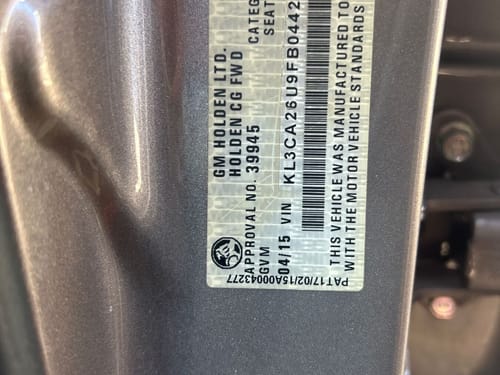 GM HOLDEN LTD.
HOLDEN CG FWD CATEG
APPROVAL NO. 39945 SEAT
GVM
04/15 VIN KL3CA26U9FB0442
THIS VEHICLE WAS MANUFACTURED TO
WITH THE MOTOR VEHICLE STANDARDS
PAT17/02/15A00043277